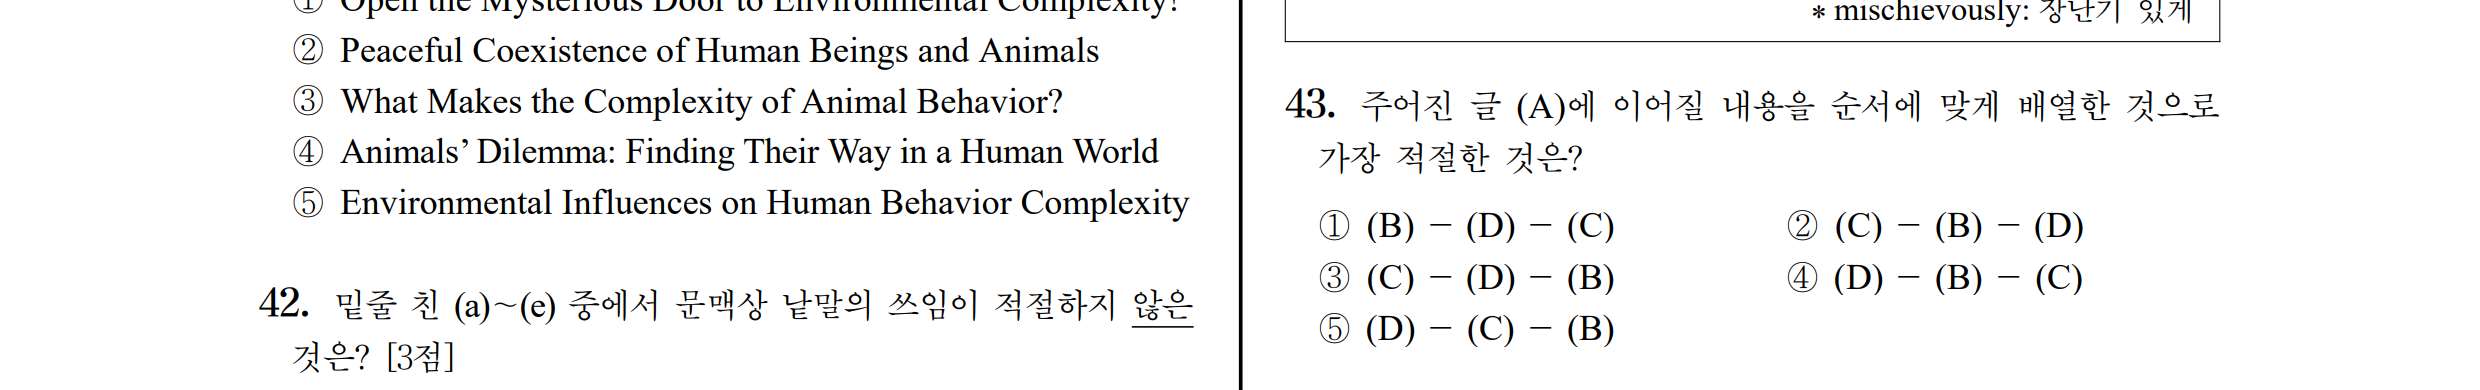 ① Open the Mysterious Door to Environmental Complexity!
② Peaceful Coexistence of Human Beings and Animals
③ What Makes the Complexity of Animal Behavior?
④ Animals’ Dilemma: Finding Their Way in a Human World
⑤ Environmental Influences on Human Behavior Complexity
42. 밑줄 친 (a)~(e) 중에서 문맥상 낱말의 쓰임이 적절하지 않은
것은? [3점]
* mischievously: 장난기 있게
43. 주어진 글 (A)에 이어질 내용을 순서에 맞게 배열한 것으로
가장 적절한 것은?
① (B) － (D) － (C) ② (C) － (B) － (D)
③ (C) － (D) － (B) ④ (D) － (B) － (C)
⑤ (D) － (C) － (B)